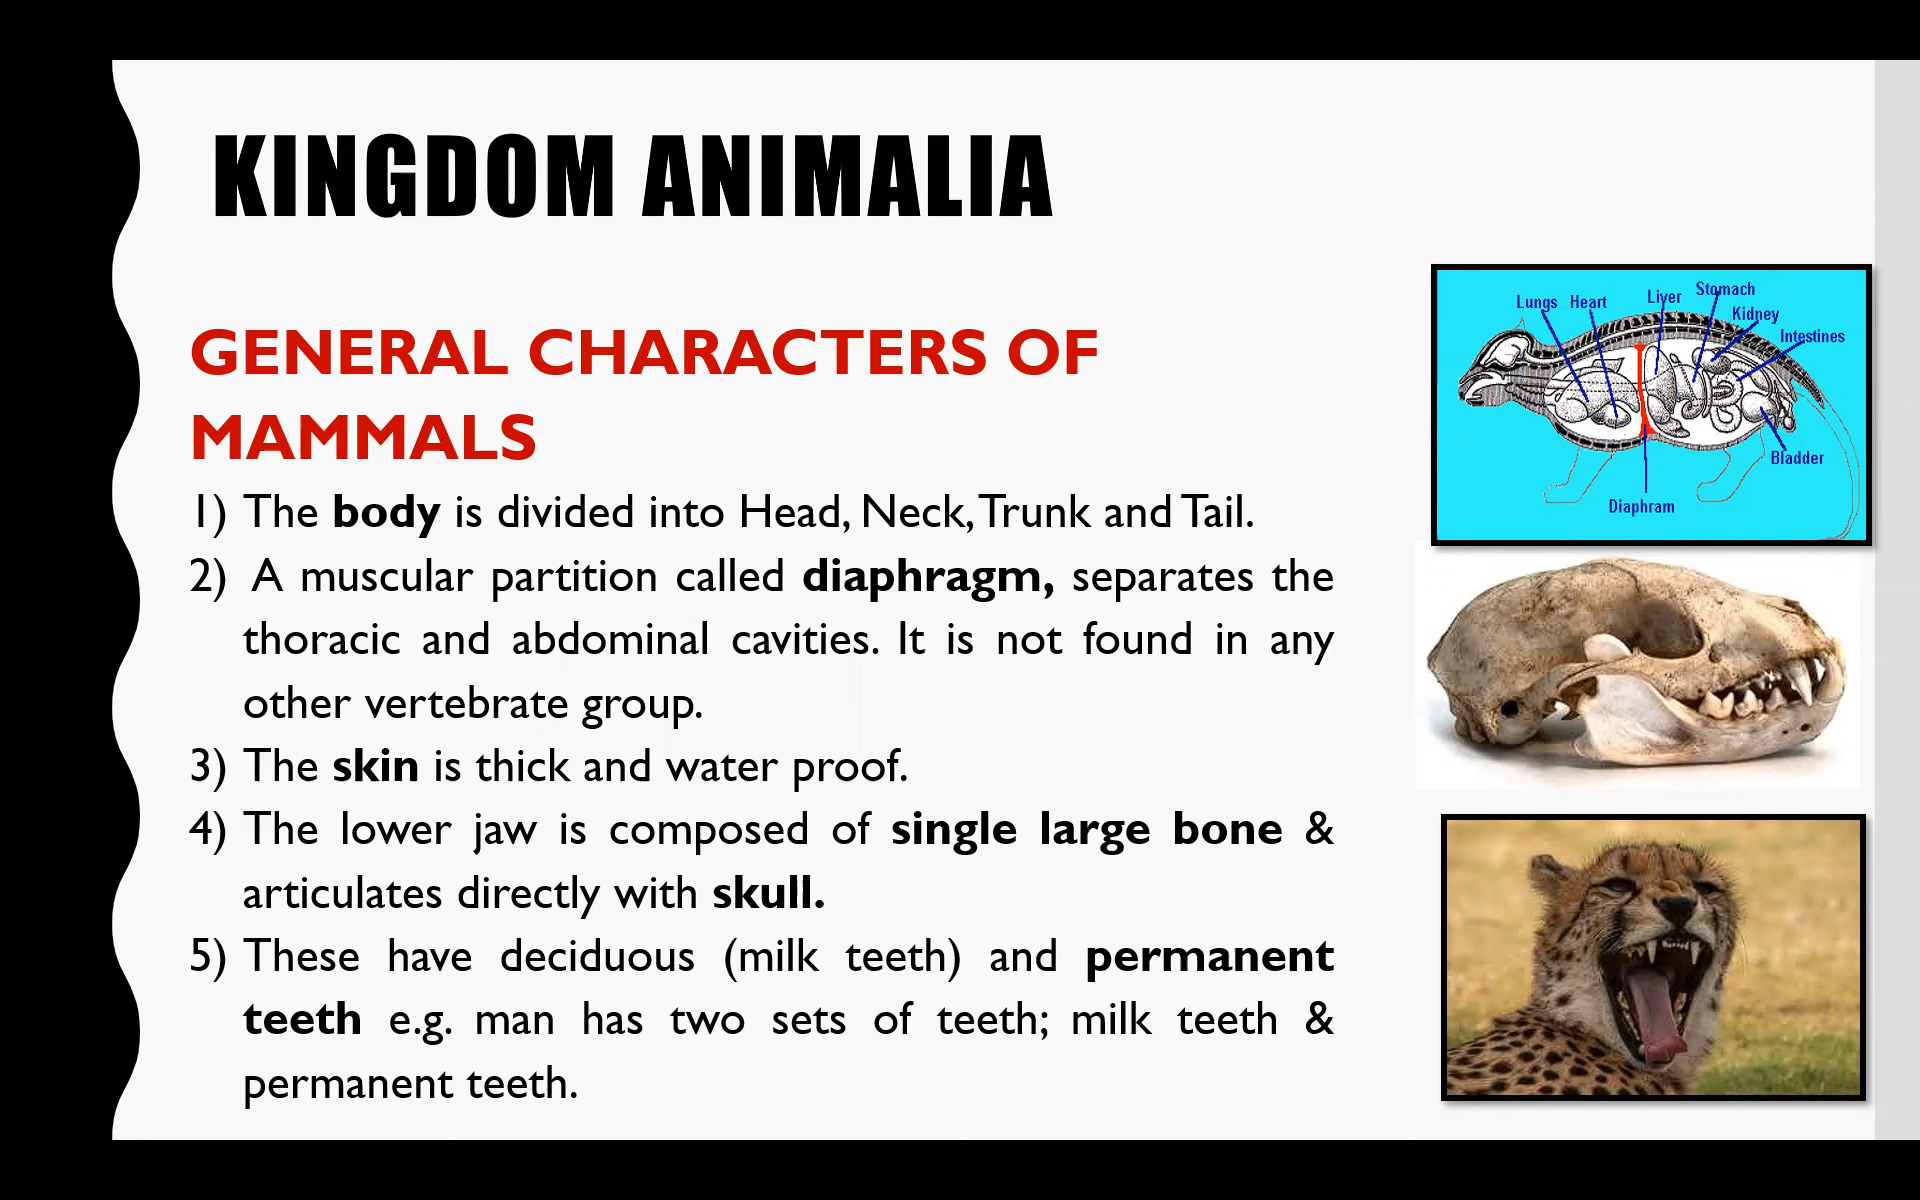 KINGDOM ANIMALIA
GENERAL CHARACTERS OF
MAMMALS
1) The body is divided into Head, Neck, Trunk and Tail.
2) A muscular partition called diaphragm, separates the
thoracic and abdominal cavities. It is not found in any
other vertebrate group.
3) The skin is thick and water proof.
4) The lower jaw is composed of single large bone &
articulates directly with skull.
5) These have deciduous (milk teeth) and permanent
teeth e.g. man has two sets of teeth; milk teeth &
permanent teeth.
Lungs Heart Liver Stomach
Kidney
Intestines
Bladder
Diaphram